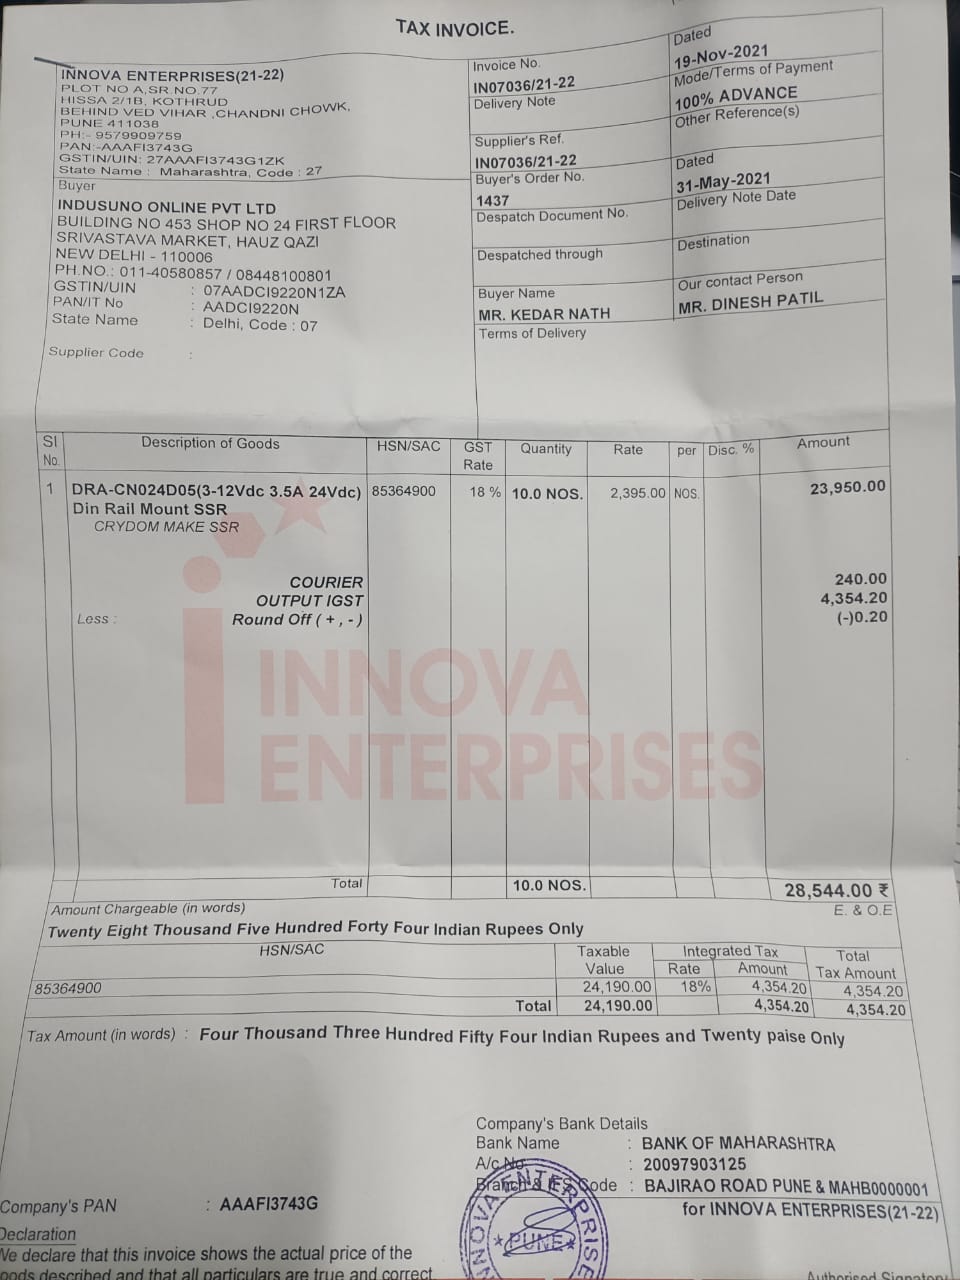 TAX INVOICE.
INNOVA ENTERPRISES(21-22)
PLOT NO A,SR.NO.77
HISSA 2/1B, KOTHRUD
BEHIND VED VIHAR ,CHANDNI CHOWK,
PUNE 411038
PH:- 9579909759
PAN:-AAAFI3743G
GSTIN/UIN: 27AAAFI3743G1ZK
State Name : Maharashtra, Code : 27
Invoice No.
IN07036/21-22
Dated
19-Nov-2021
Delivery Note
Mode/Terms of Payment
100% ADVANCE
Supplier's Ref.
IN07036/21-22
Other Reference(s)
Buyer
INDUSUNO ONLINE PVT LTD
BUILDING NO 453 SHOP NO 24 FIRST FLOOR
SRIVASTAVA MARKET, HAUZ QAZI
NEW DELHI - 110006
PH.NO.: 011-40580857 / 08448100801
GSTIN/UIN : 07AADCI9220N1ZA
PAN/IT No : AADCI9220N
State Name : Delhi, Code : 07
Supplier Code :
Buyer's Order No.
1437
Dated
31-May-2021
Despatch Document No.
Delivery Note Date
Despatched through
Destination
Buyer Name
MR. KEDAR NATH
Our contact Person
MR. DINESH PATIL
Terms of Delivery
Sl No. Description of Goods HSN/SAC GST Rate Quantity Rate per Disc. % Amount
1 DRA-CN024D05(3-12Vdc 3.5A 24Vdc) 85364900 18 % 10.0 NOS. 2,395.00 NOS. 23,950.00
Din Rail Mount SSR
CRYDOM MAKE SSR
COURIER 240.00
OUTPUT IGST 4,354.20
Less : Round Off ( + , - ) (-)0.20
INNOVA
ENTERPRISES
Total 10.0 NOS. 28,544.00 ₹
Amount Chargeable (in words) E. & O.E
Twenty Eight Thousand Five Hundred Forty Four Indian Rupees Only
HSN/SAC Taxable Value Integrated Tax Rate Amount Total Tax Amount
85364900 24,190.00 18% 4,354.20 4,354.20
Total 24,190.00 4,354.20 4,354.20
Tax Amount (in words) : Four Thousand Three Hundred Fifty Four Indian Rupees and Twenty paise Only
Company's Bank Details
Bank Name : BANK OF MAHARASHTRA
A/c No. : 20097903125
Branch & IFS Code : BAJIRAO ROAD PUNE & MAHB0000001
Company's PAN : AAAFI3743G
for INNOVA ENTERPRISES(21-22)
INNOVA ENTERPRISES
PUNE
Declaration
We declare that this invoice shows the actual price of the
goods described and that all particulars are true and correct.
Authorised Signatory